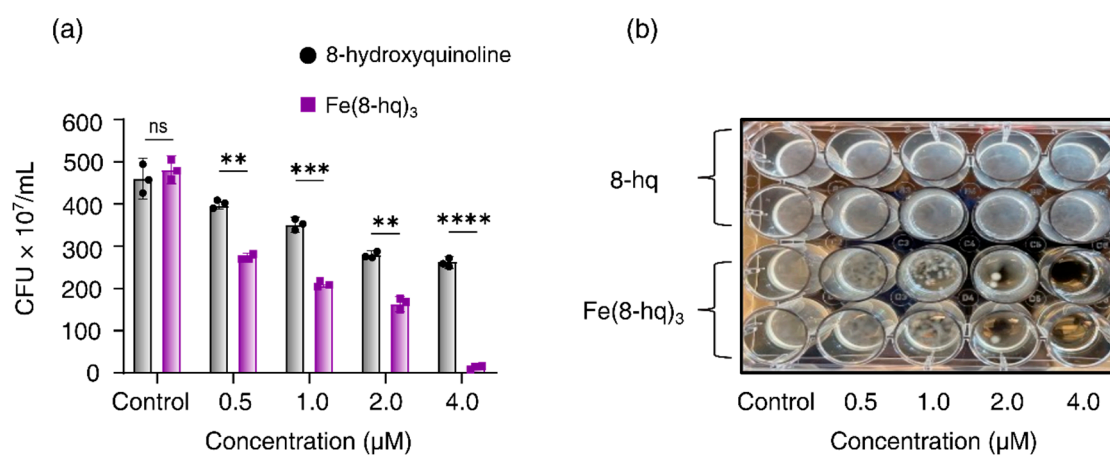 (a)
8-hydroxyquinoline
Fe(8-hq)₃
CFU × 10⁷/mL
600
500
400
300
200
100
0
ns
**
***
**
****
Control 0.5 1.0 2.0 4.0
Concentration (µM)
(b)
8-hq
Fe(8-hq)₃
Control 0.5 1.0 2.0 4.0
Concentration (µM)